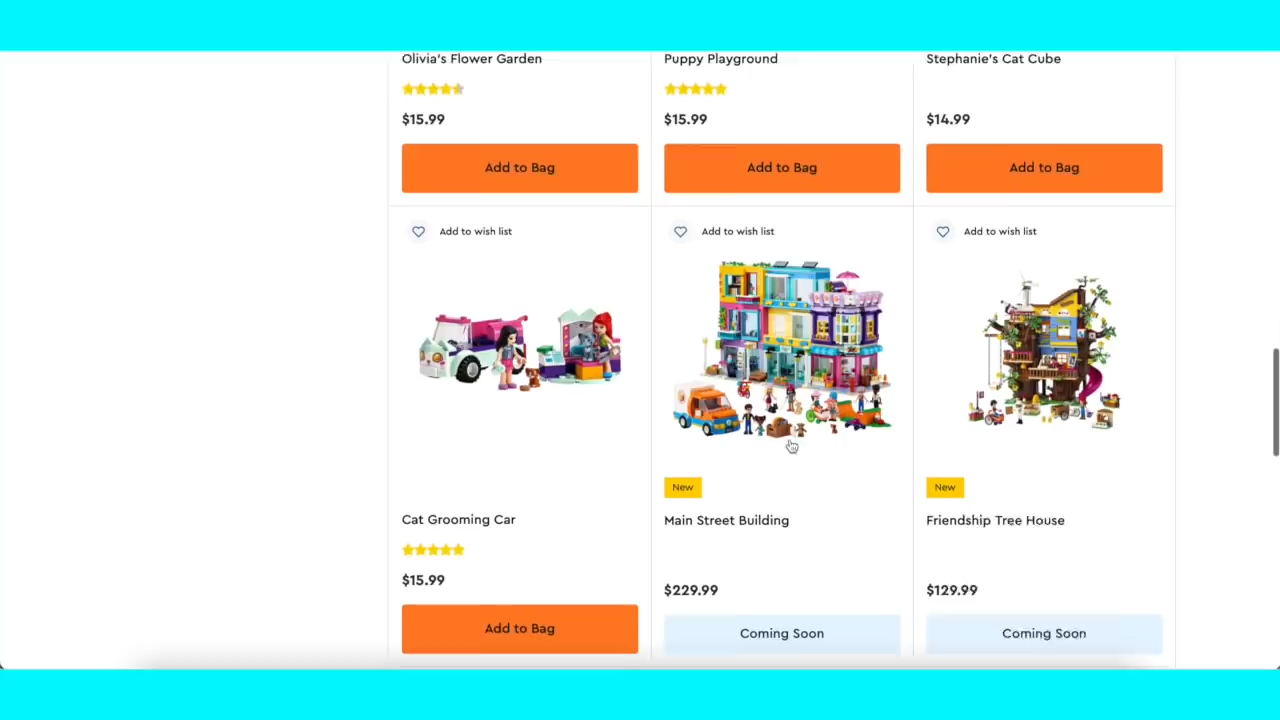 Olivia's Flower Garden
Puppy Playground
Stephanie's Cat Cube
$15.99
$15.99
$14.99
Add to Bag
Add to Bag
Add to Bag
Add to wish list
Add to wish list
Add to wish list
New
New
Cat Grooming Car
Main Street Building
Friendship Tree House
$15.99
$229.99
$129.99
Add to Bag
Coming Soon
Coming Soon